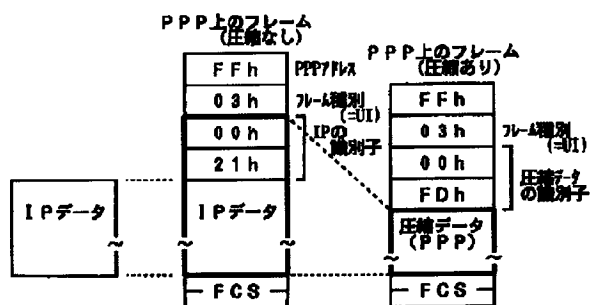 PPP上のフレーム
(圧縮なし)
FFh
PPPアドレス
03h
フレーム種別
(=UI)
00h
IPの
識別子
21h
IPデータ
IPデータ
FCS
PPP上のフレーム
(圧縮あり)
FFh
03h
フレーム種別
(=UI)
00h
圧縮データ
の識別子
FDh
圧縮データ
(PPP)
FCS